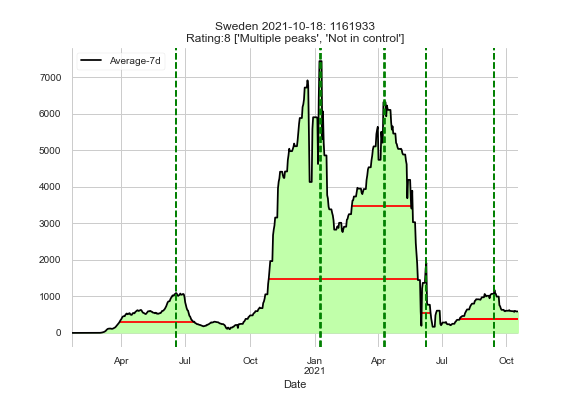 Sweden 2021-10-18: 1161933
Rating:8 ['Multiple peaks', 'Not in control']
Average-7d
7000
6000
5000
4000
3000
2000
1000
0
Apr Jul Oct Jan Apr Jul Oct
2021
Date